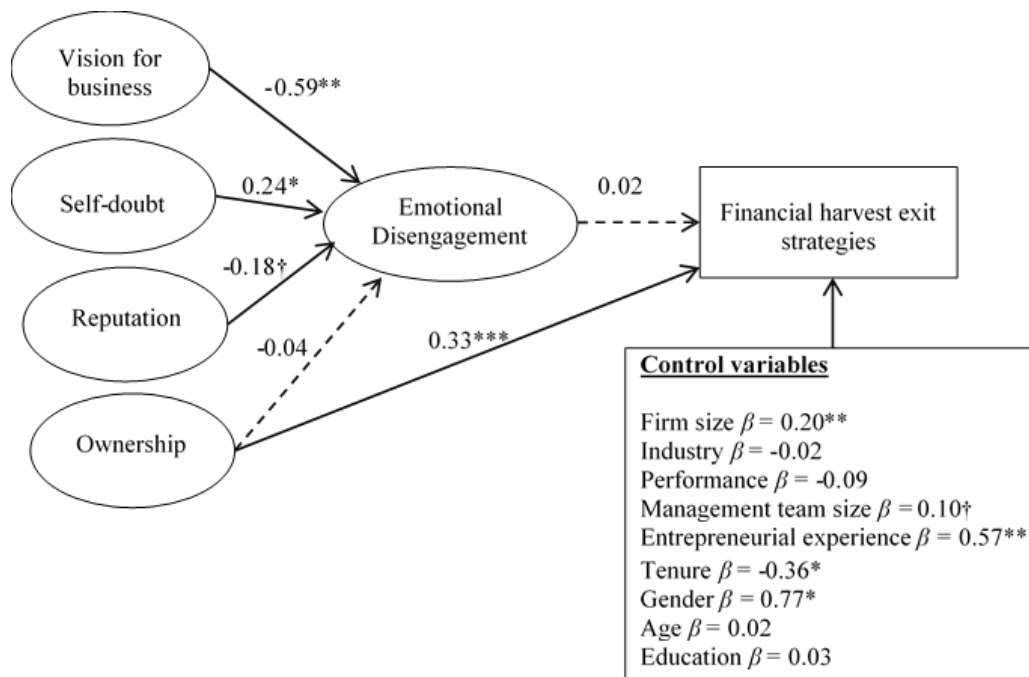 Vision for
business
-0.59**
Self-doubt
0.24*
Emotional
Disengagement
0.02
Financial harvest exit
strategies
Reputation
-0.18†
-0.04
0.33***
Ownership
Control variables
Firm size β = 0.20**
Industry β = -0.02
Performance β = -0.09
Management team size β = 0.10†
Entrepreneurial experience β = 0.57**
Tenure β = -0.36*
Gender β = 0.77*
Age β = 0.02
Education β = 0.03